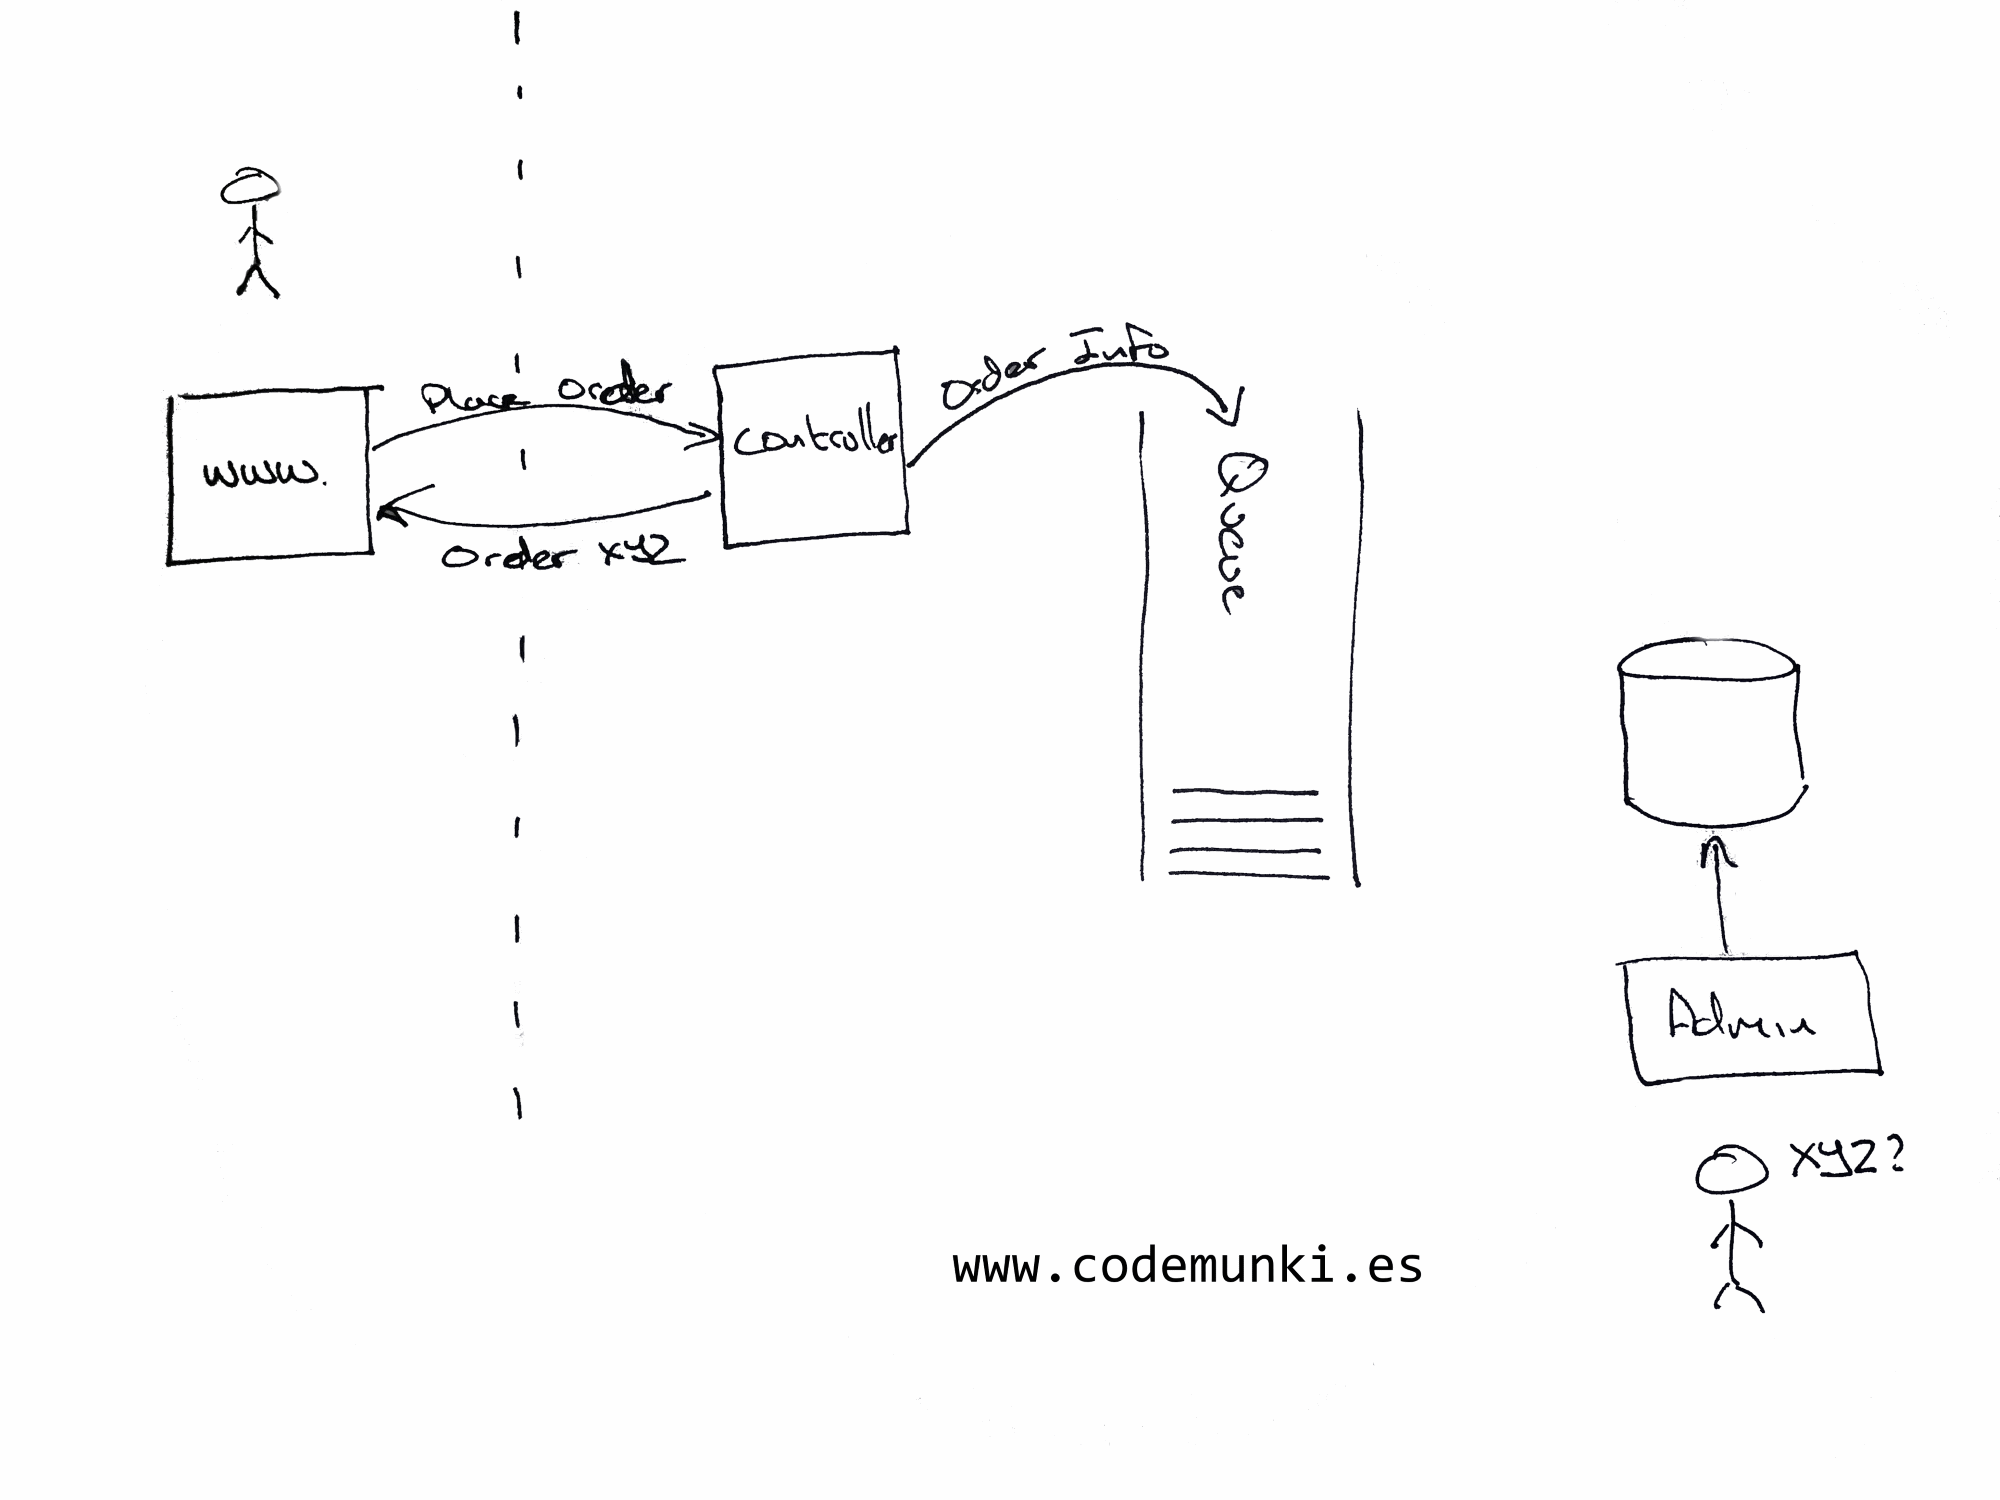 Place Order
www.
Controller
Order xyz
Order Info
Queue
Admin
xyz?
www.codemunki.es